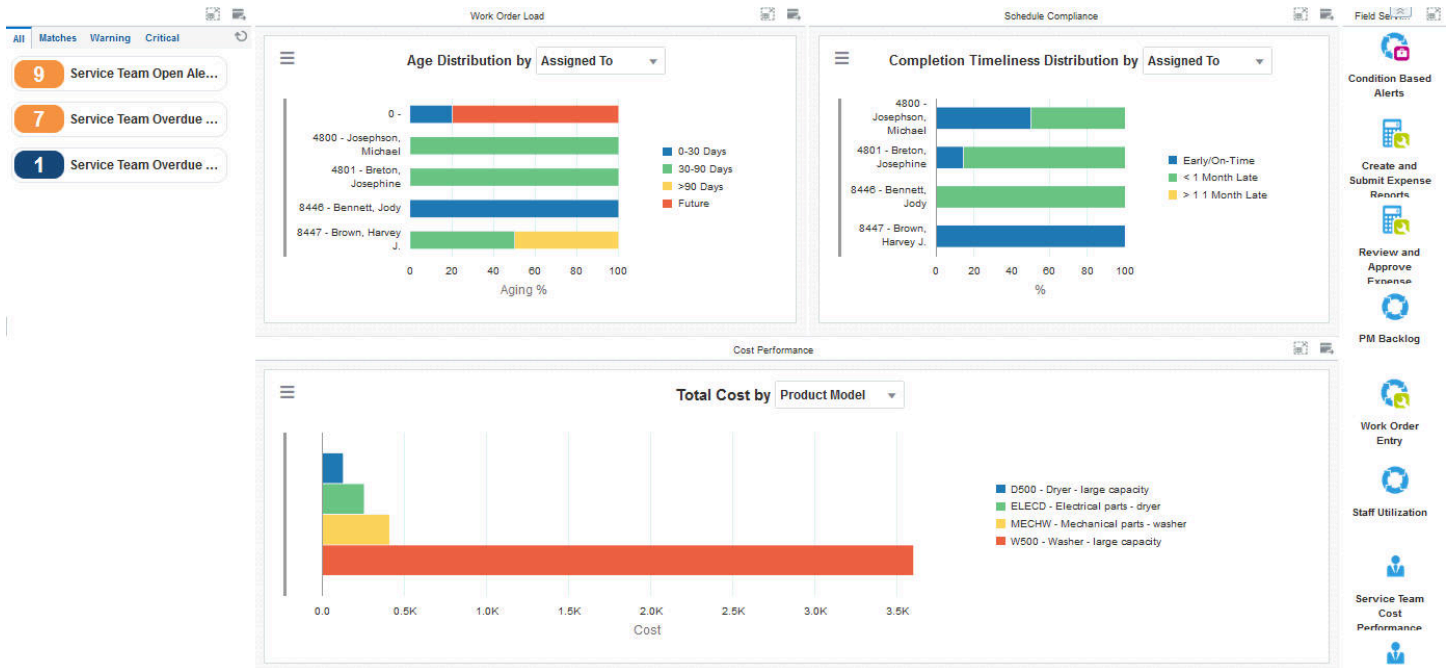 All Matches Warning Critical
9 Service Team Open Ale...
7 Service Team Overdue ...
1 Service Team Overdue ...
Work Order Load
Age Distribution by Assigned To
0 -
4800 - Josephson,
Michael
4801 - Breton,
Josephine
8446 - Bennett, Jody
8447 - Brown, Harvey
J.
0 20 40 60 80 100
Aging %
0-30 Days
30-90 Days
>90 Days
Future
Schedule Compliance
Completion Timeliness Distribution by Assigned To
4800 -
Josephson,
Michael
4801 - Breton,
Josephine
8446 - Bennett,
Jody
8447 - Brown,
Harvey J.
0 20 40 60 80 100
%
Early/On-Time
< 1 Month Late
> 1 1 Month Late
Cost Performance
Total Cost by Product Model
0.0 0.5K 1.0K 1.5K 2.0K 2.5K 3.0K 3.5K
Cost
D500 - Dryer - large capacity
ELECD - Electrical parts - dryer
MECHW - Mechanical parts - washer
W500 - Washer - large capacity
Field
Condition Based
Alerts
Create and
Submit Expense
Reports
Review and
Approve
Expense
PM Backlog
Work Order
Entry
Staff Utilization
Service Team
Cost
Performance